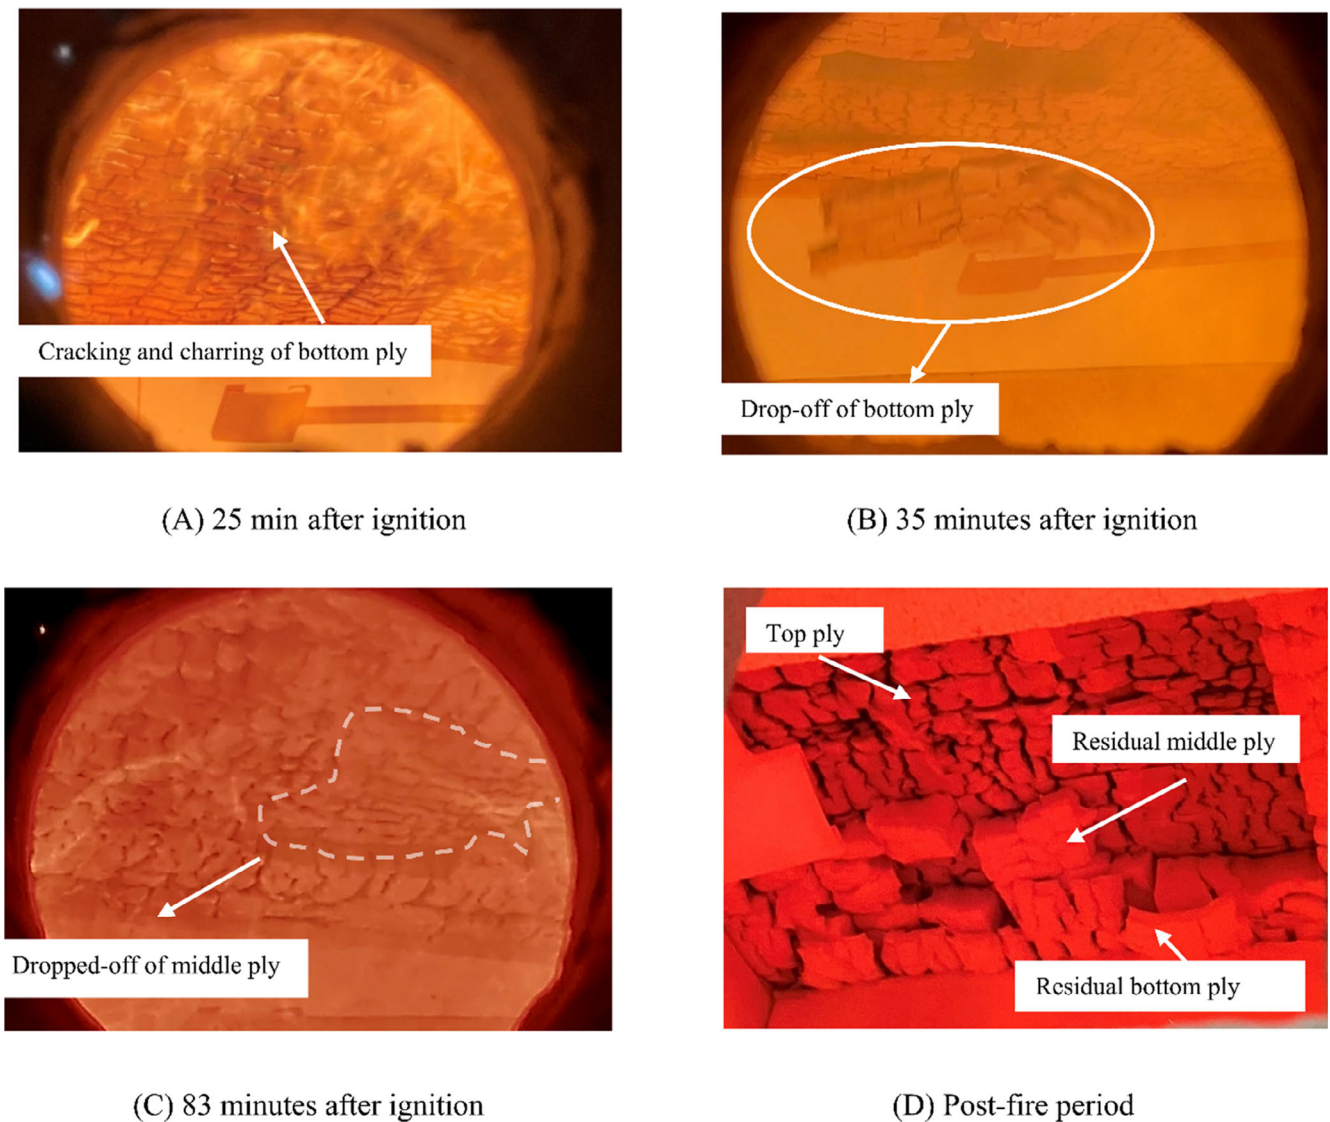 Cracking and charring of bottom ply
Drop-off of bottom ply
(A) 25 min after ignition
(B) 35 minutes after ignition
Dropped-off of middle ply
Top ply
Residual middle ply
Residual bottom ply
(C) 83 minutes after ignition
(D) Post-fire period